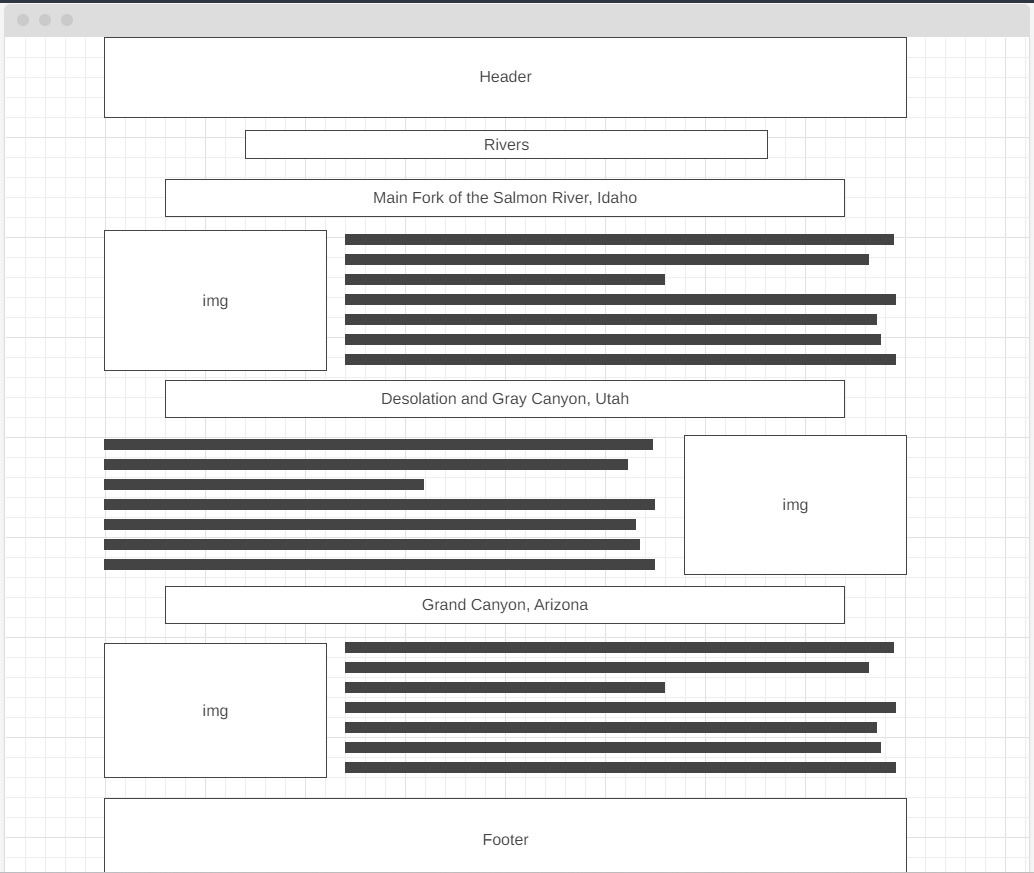 Header
Rivers
Main Fork of the Salmon River, Idaho
img
Desolation and Gray Canyon, Utah
img
Grand Canyon, Arizona
img
Footer